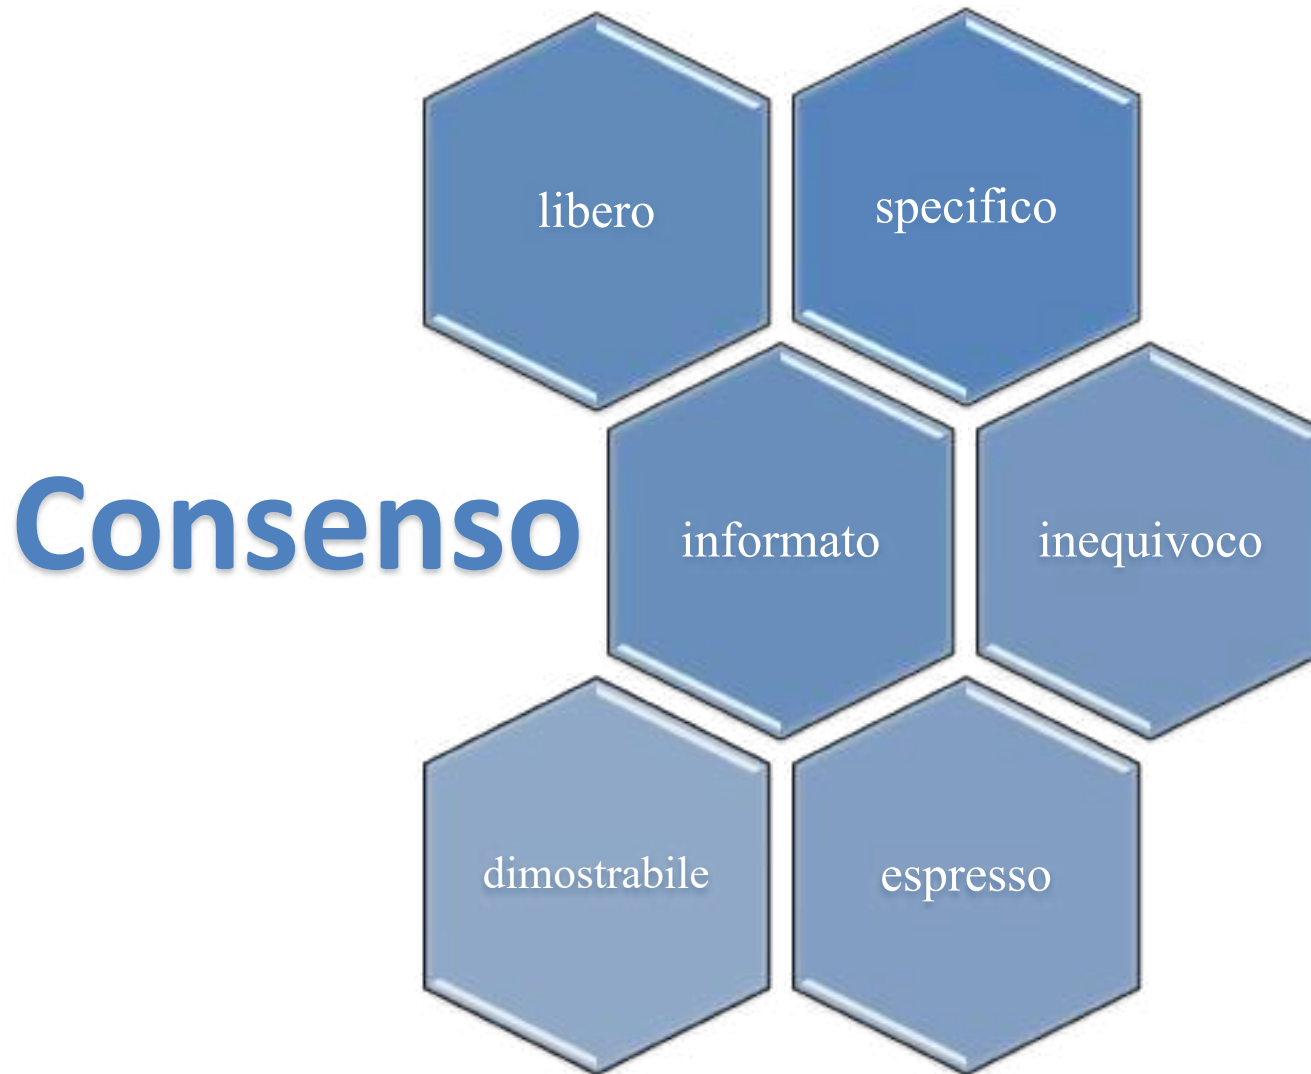 libero
specifico
Consenso
informato
inequivoco
dimostrabile
espresso